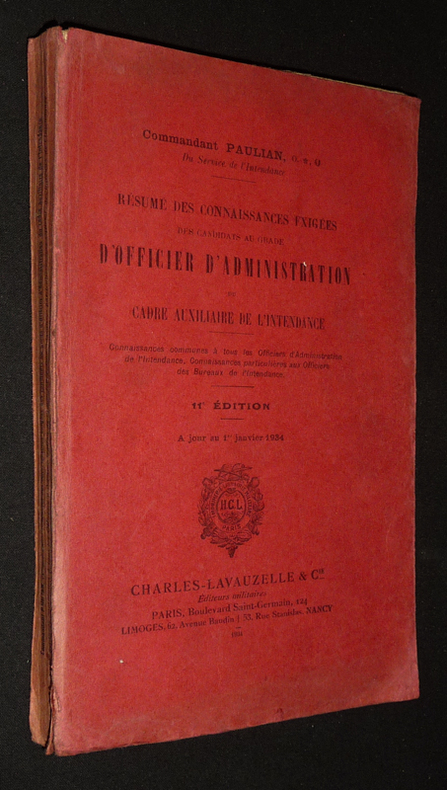 Commandant PAULIAN, O. ✻, O
Du Service de l'Intendance
RÉSUMÉ DES CONNAISSANCES EXIGÉES
DES CANDIDATS AU GRADE
D'OFFICIER D'ADMINISTRATION
DU
CADRE AUXILIAIRE DE L'INTENDANCE
Connaissances communes à tous les Officiers d'Administration
de l'Intendance, Connaissances particulières aux Officiers
des Bureaux de l'Intendance.
11e ÉDITION
A jour au 1er janvier 1934
H.C.L
PARIS
CHARLES-LAVAUZELLE & Cie
Éditeurs militaires
PARIS, Boulevard Saint-Germain, 124
LIMOGES, 62, Avenue Baudin | 53, Rue Stanislas, NANCY
1934